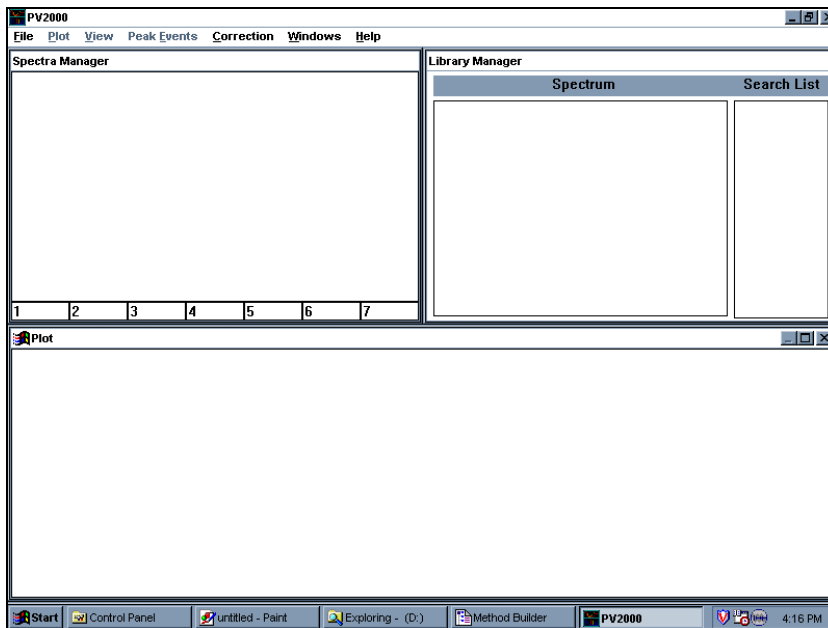 PV2000
File Plot View Peak Events Correction Windows Help
Spectra Manager
Library Manager
Spectrum Search List
1 2 3 4 5 6 7
Plot
Start Control Panel untitled - Paint Exploring - (D:) Method Builder PV2000 4:16 PM